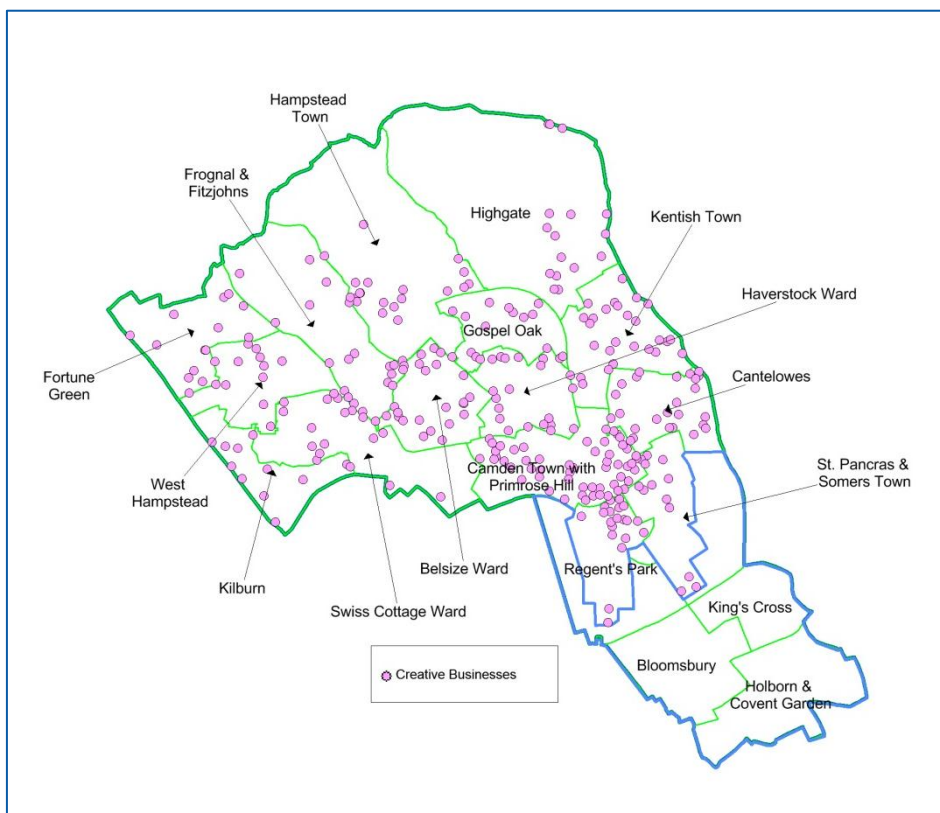 Hampstead
Town
Frognal &
Fitzjohns
Highgate
Kentish Town
Haverstock Ward
Gospel Oak
Fortune
Green
Cantelowes
West
Hampstead
Camden Town with
Primrose Hill
St. Pancras &
Somers Town
Kilburn
Belsize Ward
Regent's Park
Swiss Cottage Ward
King's Cross
Bloomsbury
Holborn &
Covent Garden
Creative Businesses